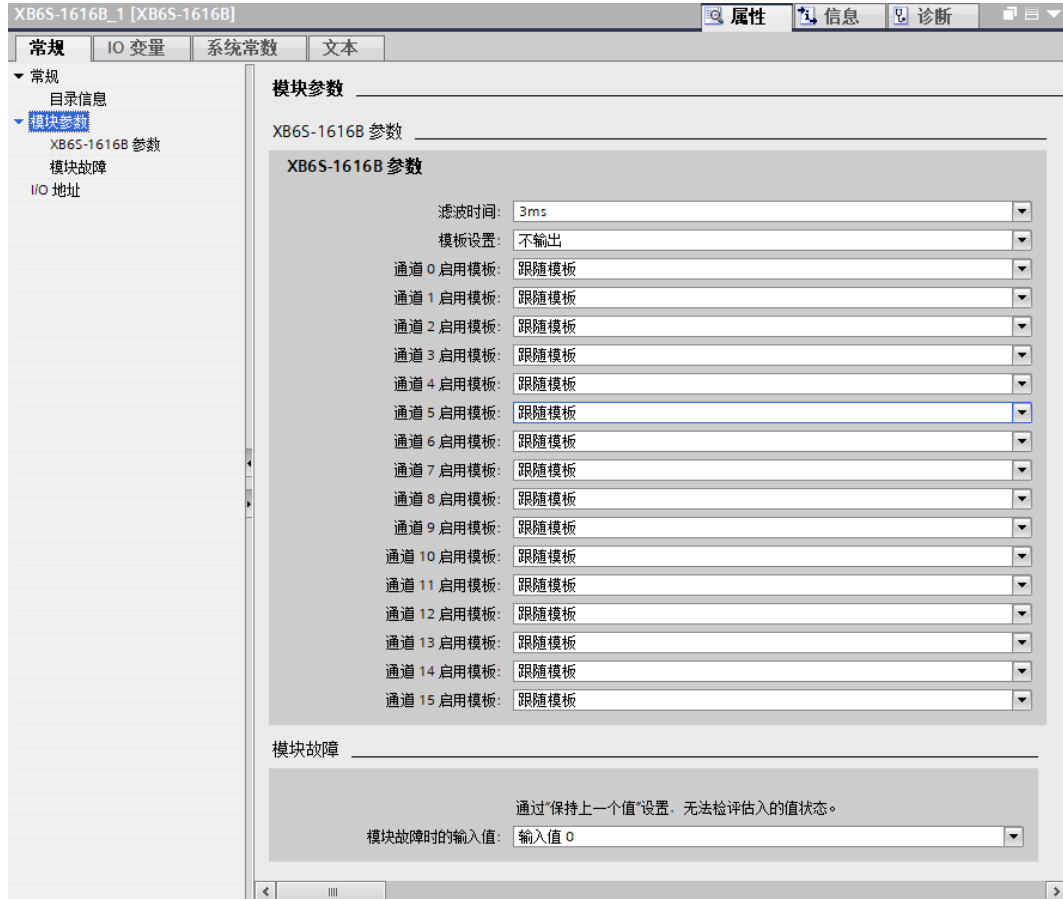 XB6S-1616B_1 [XB6S-1616B]
属性
信息
诊断
常规
IO 变量
系统常数
文本
常规
目录信息
模块参数
XB6S-1616B 参数
模块故障
I/O 地址
模块参数
XB6S-1616B 参数
XB6S-1616B 参数
滤波时间: 3ms
模板设置: 不输出
通道 0 启用模板: 跟随模板
通道 1 启用模板: 跟随模板
通道 2 启用模板: 跟随模板
通道 3 启用模板: 跟随模板
通道 4 启用模板: 跟随模板
通道 5 启用模板: 跟随模板
通道 6 启用模板: 跟随模板
通道 7 启用模板: 跟随模板
通道 8 启用模板: 跟随模板
通道 9 启用模板: 跟随模板
通道 10 启用模板: 跟随模板
通道 11 启用模板: 跟随模板
通道 12 启用模板: 跟随模板
通道 13 启用模板: 跟随模板
通道 14 启用模板: 跟随模板
通道 15 启用模板: 跟随模板
模块故障
通过"保持上一个值"设置，无法检评估入的值状态。
模块故障时的输入值: 输入值 0